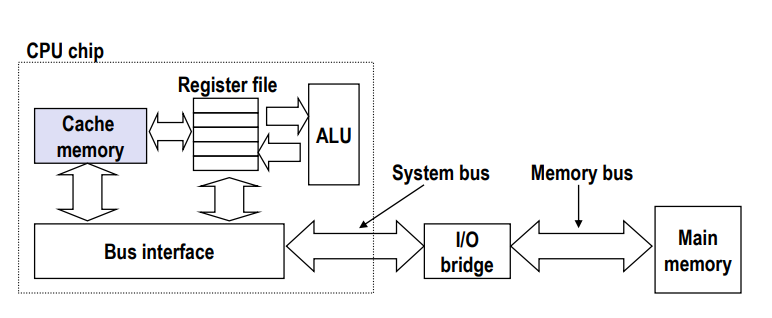 CPU chip
Register file
Cache
memory
ALU
System bus
Memory bus
Bus interface
I/O
bridge
Main
memory